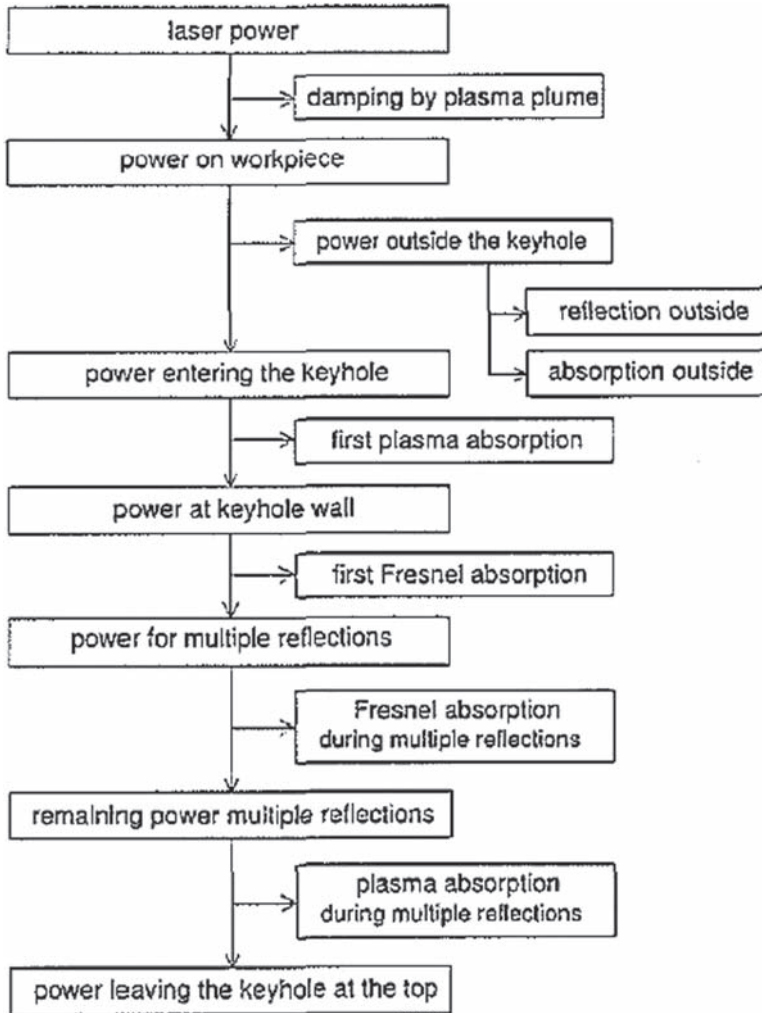 laser power
damping by plasma plume
power on workpiece
power outside the keyhole
reflection outside
power entering the keyhole
absorption outside
first plasma absorption
power at keyhole wall
first Fresnel absorption
power for multiple reflections
Fresnel absorption
during multiple reflections
remaining power multiple reflections
plasma absorption
during multiple reflections
power leaving the keyhole at the top